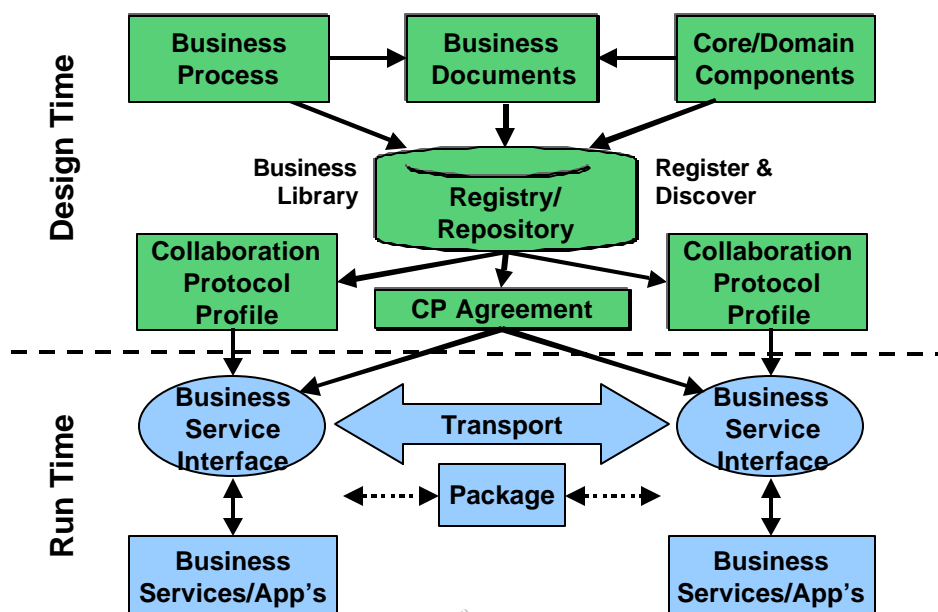 Design Time
Business
Process
Business
Documents
Core/Domain
Components
Business
Library
Registry/
Repository
Register &
Discover
Collaboration
Protocol
Profile
CP Agreement
Collaboration
Protocol
Profile
Run Time
Business
Service
Interface
Transport
Business
Service
Interface
Package
Business
Services/App’s
Business
Services/App’s